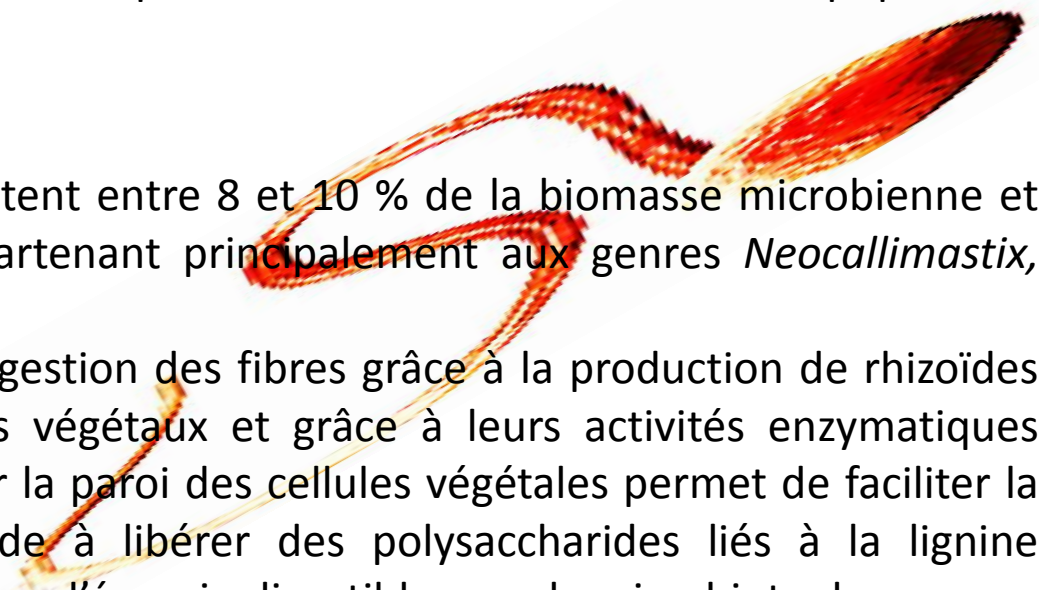 tent entre 8 et 10 % de la biomasse microbienne et
artenant principalement aux genres Neocallimastix,
gestion des fibres grâce à la production de rhizoïdes
s végétaux et grâce à leurs activités enzymatiques
r la paroi des cellules végétales permet de faciliter la
de à libérer des polysaccharides liés à la lignine